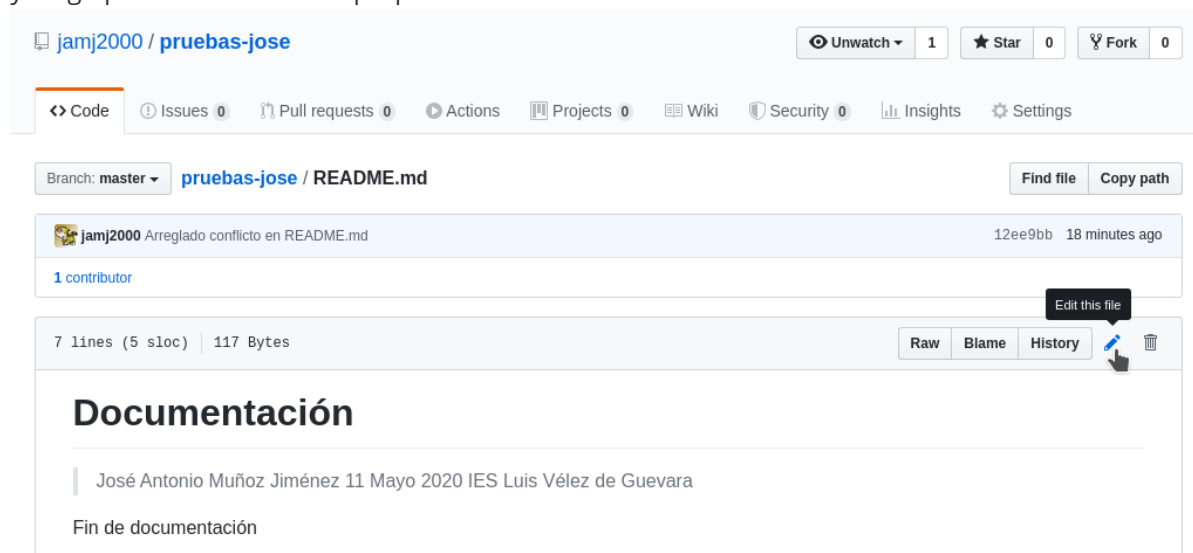 jamj2000 / pruebas-jose
Unwatch 1 Star 0 Fork 0
Code Issues 0 Pull requests 0 Actions Projects 0 Wiki Security 0 Insights Settings
Branch: master pruebas-jose / README.md Find file Copy path
jamj2000 Arreglado conflicto en README.md 12ee9bb 18 minutes ago
1 contributor
Edit this file
7 lines (5 sloc) 117 Bytes Raw Blame History
Documentación
José Antonio Muñoz Jiménez 11 Mayo 2020 IES Luis Vélez de Guevara
Fin de documentación